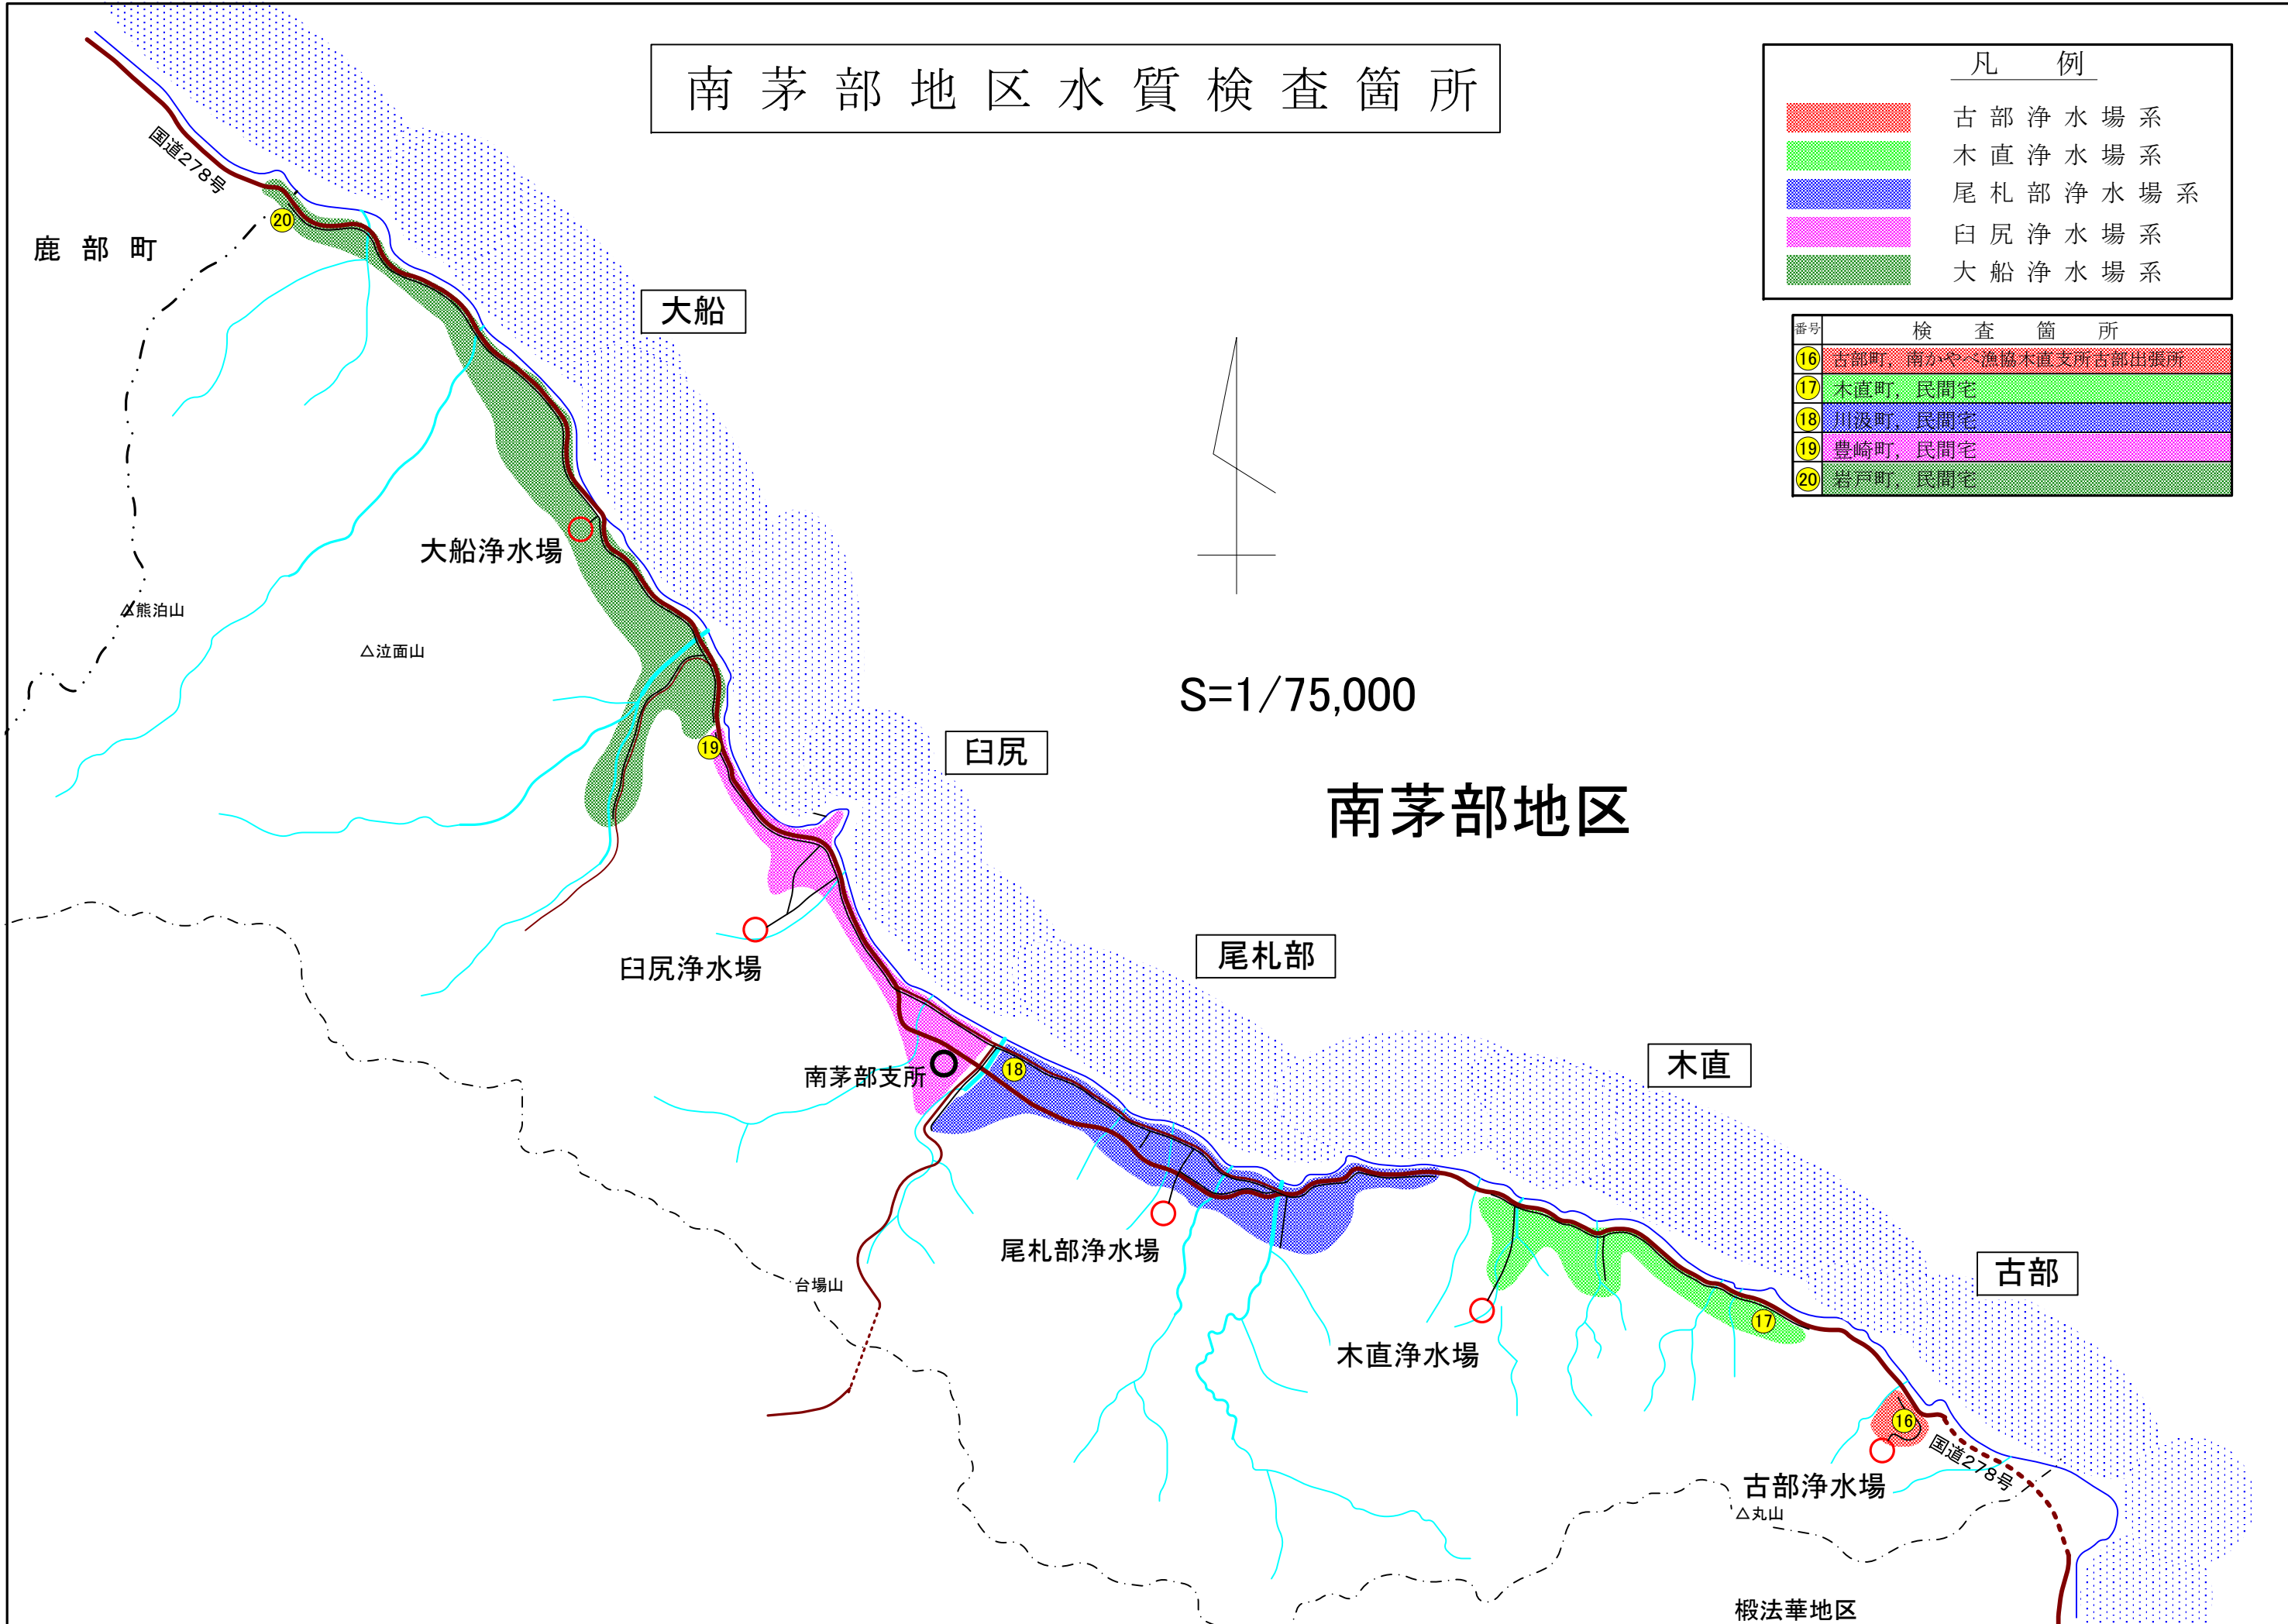 南茅部地区水質検査箇所
凡 例
古部浄水場系
木直浄水場系
尾札部浄水場系
臼尻浄水場系
大船浄水場系
番号 検査箇所
16 古部町，南かやべ漁協木直支所古部出張所
17 木直町，民間宅
18 川汲町，民間宅
19 豊崎町，民間宅
20 岩戸町，民間宅
国道278号
20
鹿部町
大船
大船浄水場
△熊泊山
△泣面山
S=1/75,000
19
臼尻
南茅部地区
臼尻浄水場
尾札部
南茅部支所
18
木直
尾札部浄水場
台場山
古部
17
木直浄水場
16
国道278号
古部浄水場
△丸山
椴法華地区